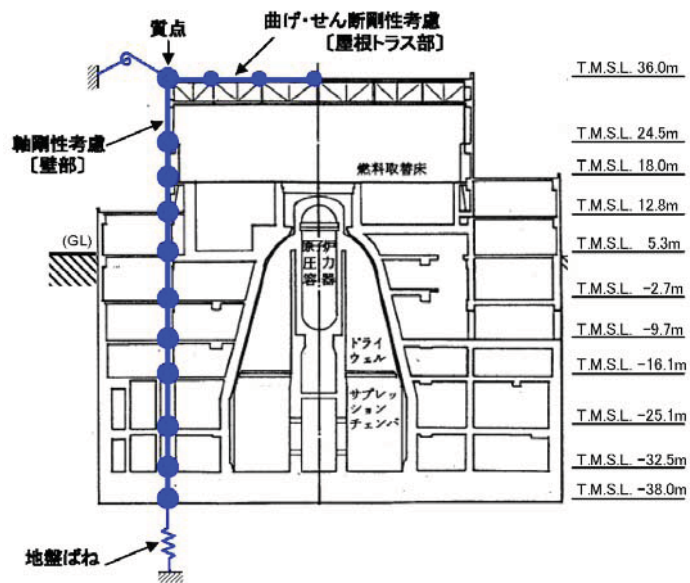 質点
曲げ・せん断剛性考慮
〔屋根トラス部〕
軸剛性考慮
〔壁部〕
燃料取替床
(GL)
原子炉
圧力
容器
ドライ
ウェル
サプレッ
ション
チェンバ
地盤ばね
T.M.S.L. 36.0m
T.M.S.L. 24.5m
T.M.S.L. 18.0m
T.M.S.L. 12.8m
T.M.S.L. 5.3m
T.M.S.L. -2.7m
T.M.S.L. -9.7m
T.M.S.L. -16.1m
T.M.S.L. -25.1m
T.M.S.L. -32.5m
T.M.S.L. -38.0m